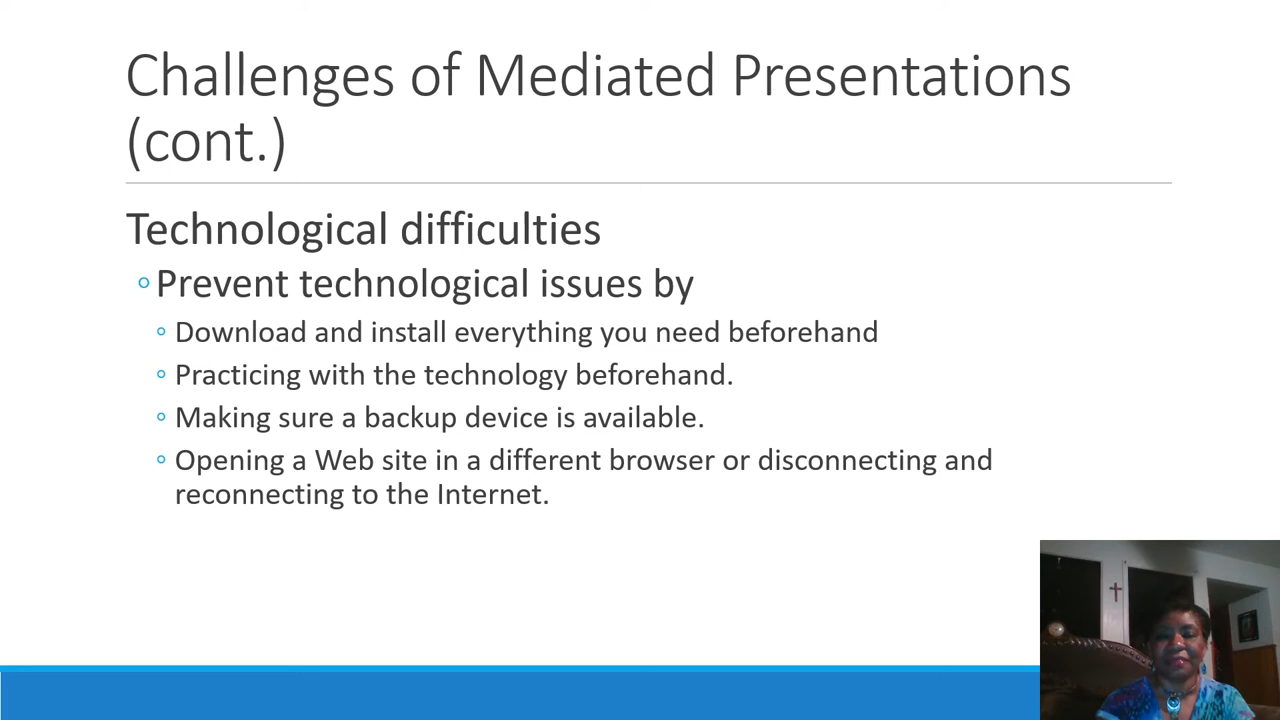 Challenges of Mediated Presentations
(cont.)
Technological difficulties
Prevent technological issues by
Download and install everything you need beforehand
Practicing with the technology beforehand.
Making sure a backup device is available.
Opening a Web site in a different browser or disconnecting and
reconnecting to the Internet.